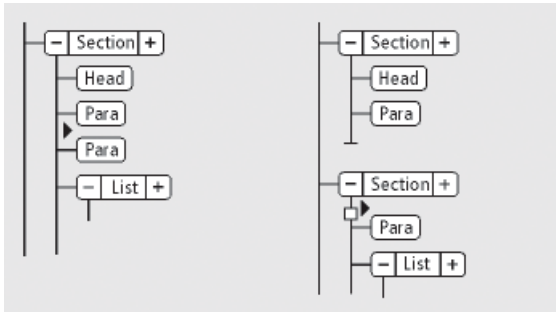 − Section +
Head
Para
Para
− List +
− Section +
Head
Para
− Section +
Para
− List +